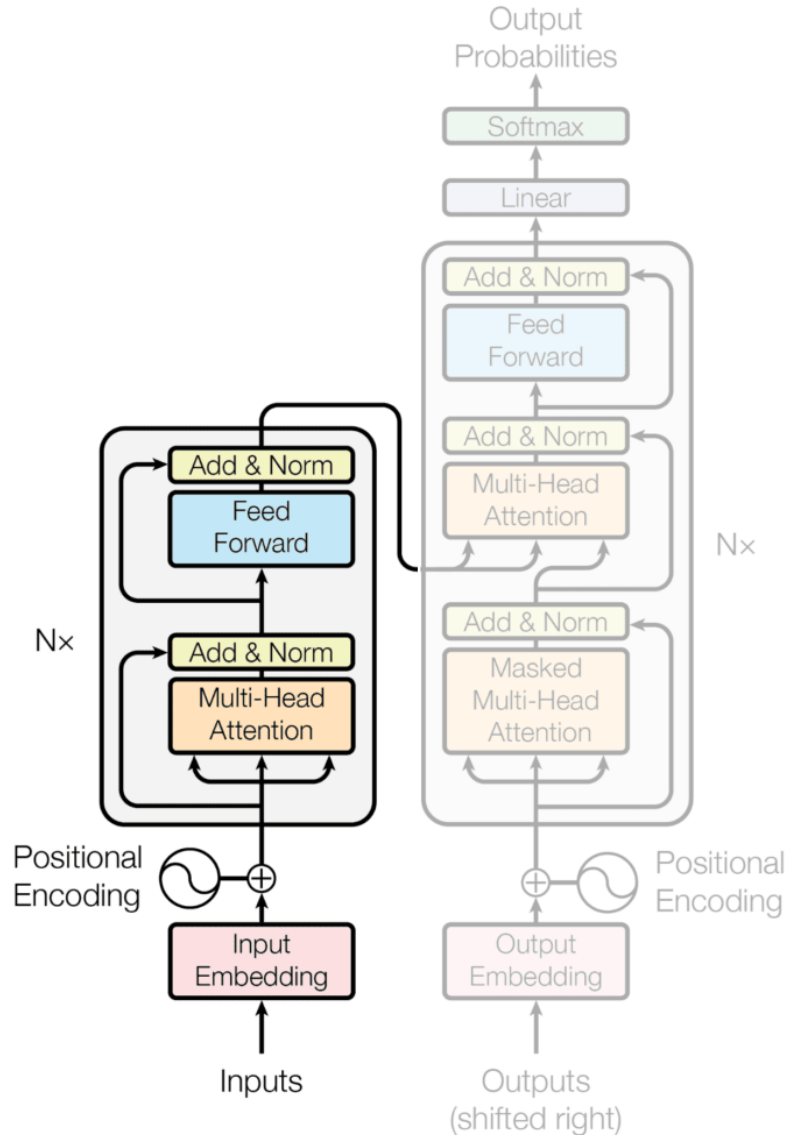 Output
Probabilities
Softmax
Linear
Add & Norm
Feed
Forward
Add & Norm
Multi-Head
Attention
N×
Add & Norm
Masked
Multi-Head
Attention
Add & Norm
Feed
Forward
N×
Add & Norm
Multi-Head
Attention
Positional
Encoding
Positional
Encoding
Input
Embedding
Output
Embedding
Inputs
Outputs
(shifted right)